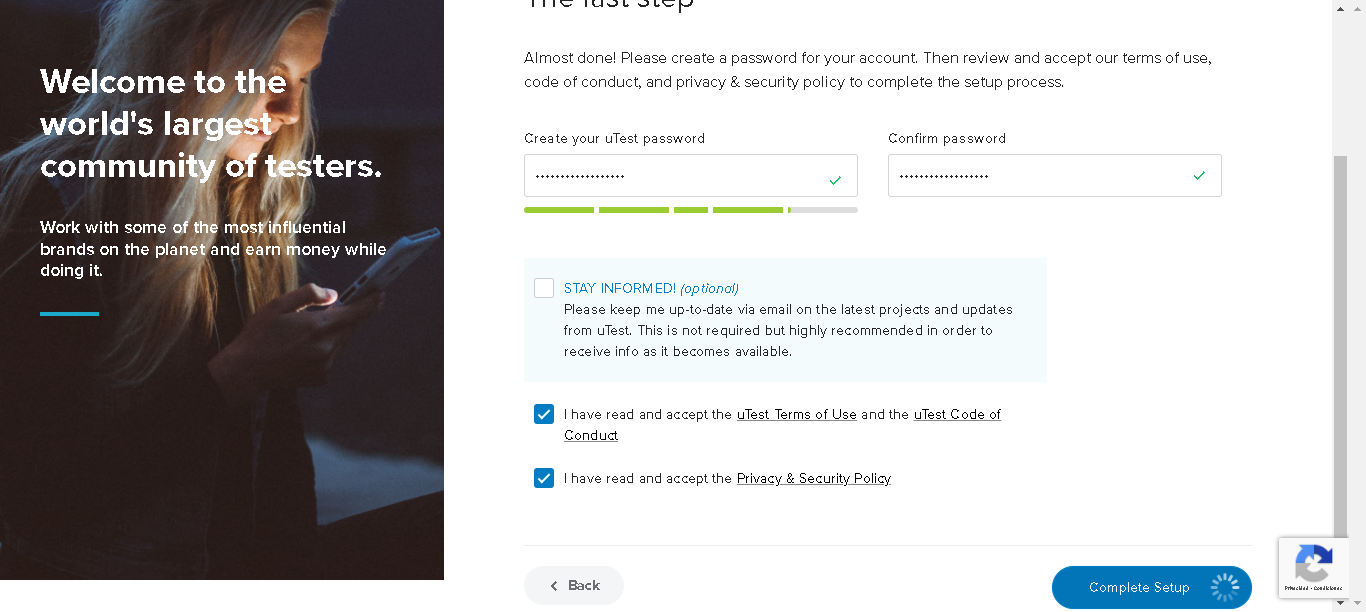 The last step
Welcome to the
world's largest
community of testers.
Work with some of the most influential
brands on the planet and earn money while
doing it.
Almost done! Please create a password for your account. Then review and accept our terms of use,
code of conduct, and privacy & security policy to complete the setup process.
Create your uTest password
Confirm password
STAY INFORMED! (optional)
Please keep me up-to-date via email on the latest projects and updates
from uTest. This is not required but highly recommended in order to
receive info as it becomes available.
I have read and accept the uTest Terms of Use and the uTest Code of
Conduct
I have read and accept the Privacy & Security Policy
Back
Complete Setup
Privacidad - Condiciones